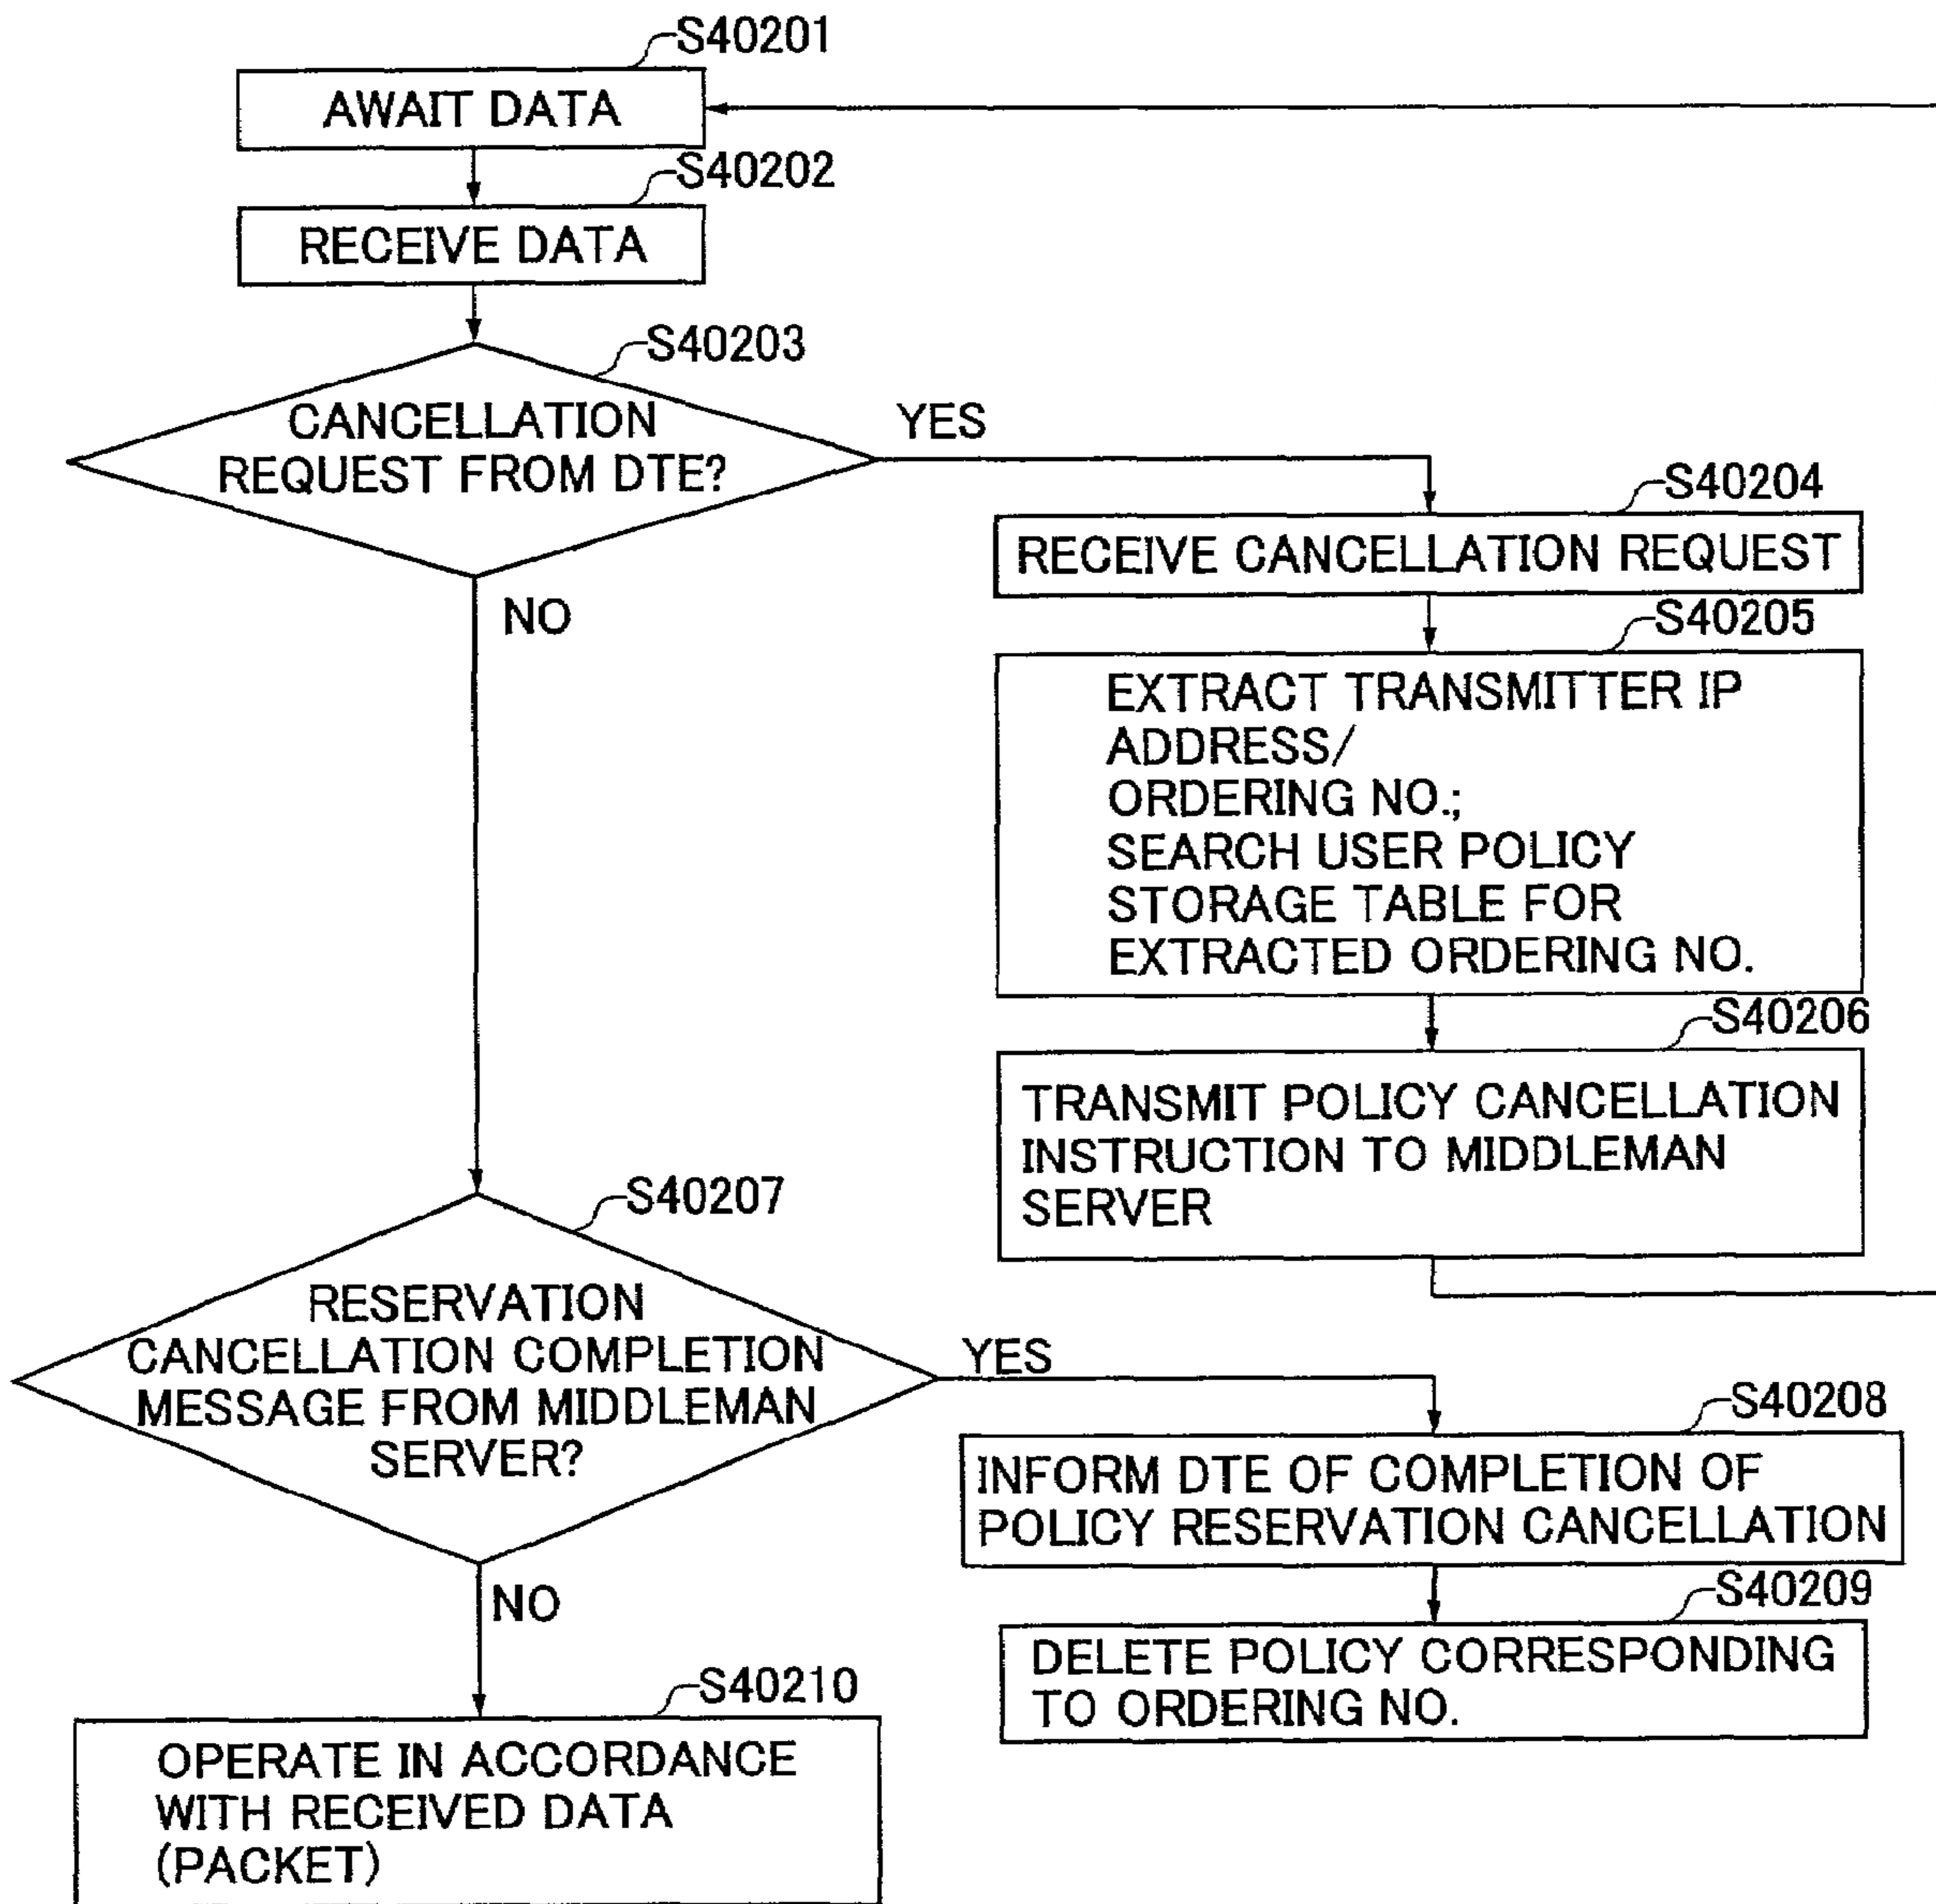 S40201
AWAIT DATA
S40202
RECEIVE DATA
S40203
CANCELLATION
REQUEST FROM DTE?
YES
NO
S40204
RECEIVE CANCELLATION REQUEST
S40205
EXTRACT TRANSMITTER IP
ADDRESS/
ORDERING NO.;
SEARCH USER POLICY
STORAGE TABLE FOR
EXTRACTED ORDERING NO.
S40206
TRANSMIT POLICY CANCELLATION
INSTRUCTION TO MIDDLEMAN
SERVER
S40207
RESERVATION
CANCELLATION COMPLETION
MESSAGE FROM MIDDLEMAN
SERVER?
YES
NO
S40208
INFORM DTE OF COMPLETION OF
POLICY RESERVATION CANCELLATION
S40209
DELETE POLICY CORRESPONDING
TO ORDERING NO.
S40210
OPERATE IN ACCORDANCE
WITH RECEIVED DATA
(PACKET)